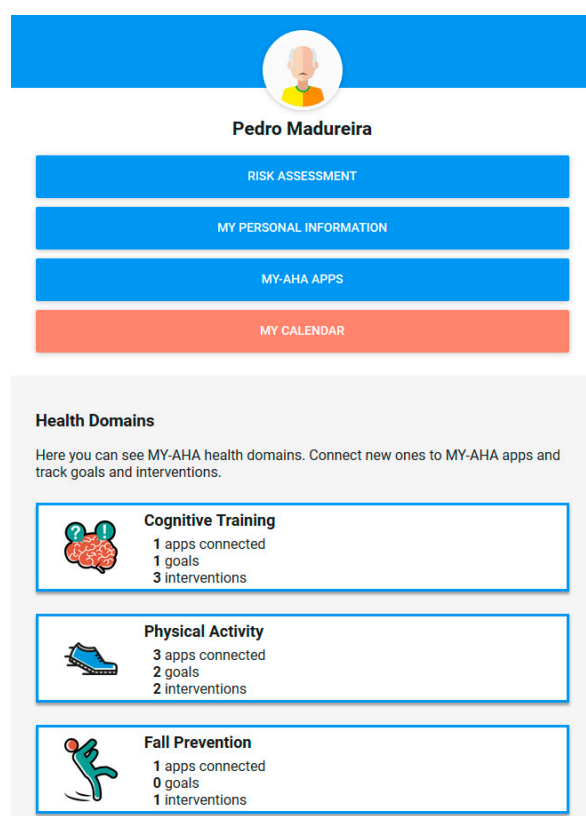 Pedro Madureira
RISK ASSESSMENT
MY PERSONAL INFORMATION
MY-AHA APPS
MY CALENDAR
Health Domains
Here you can see MY-AHA health domains. Connect new ones to MY-AHA apps and
track goals and interventions.
? !
Cognitive Training
1 apps connected
1 goals
3 interventions
Physical Activity
3 apps connected
2 goals
2 interventions
Fall Prevention
1 apps connected
0 goals
1 interventions